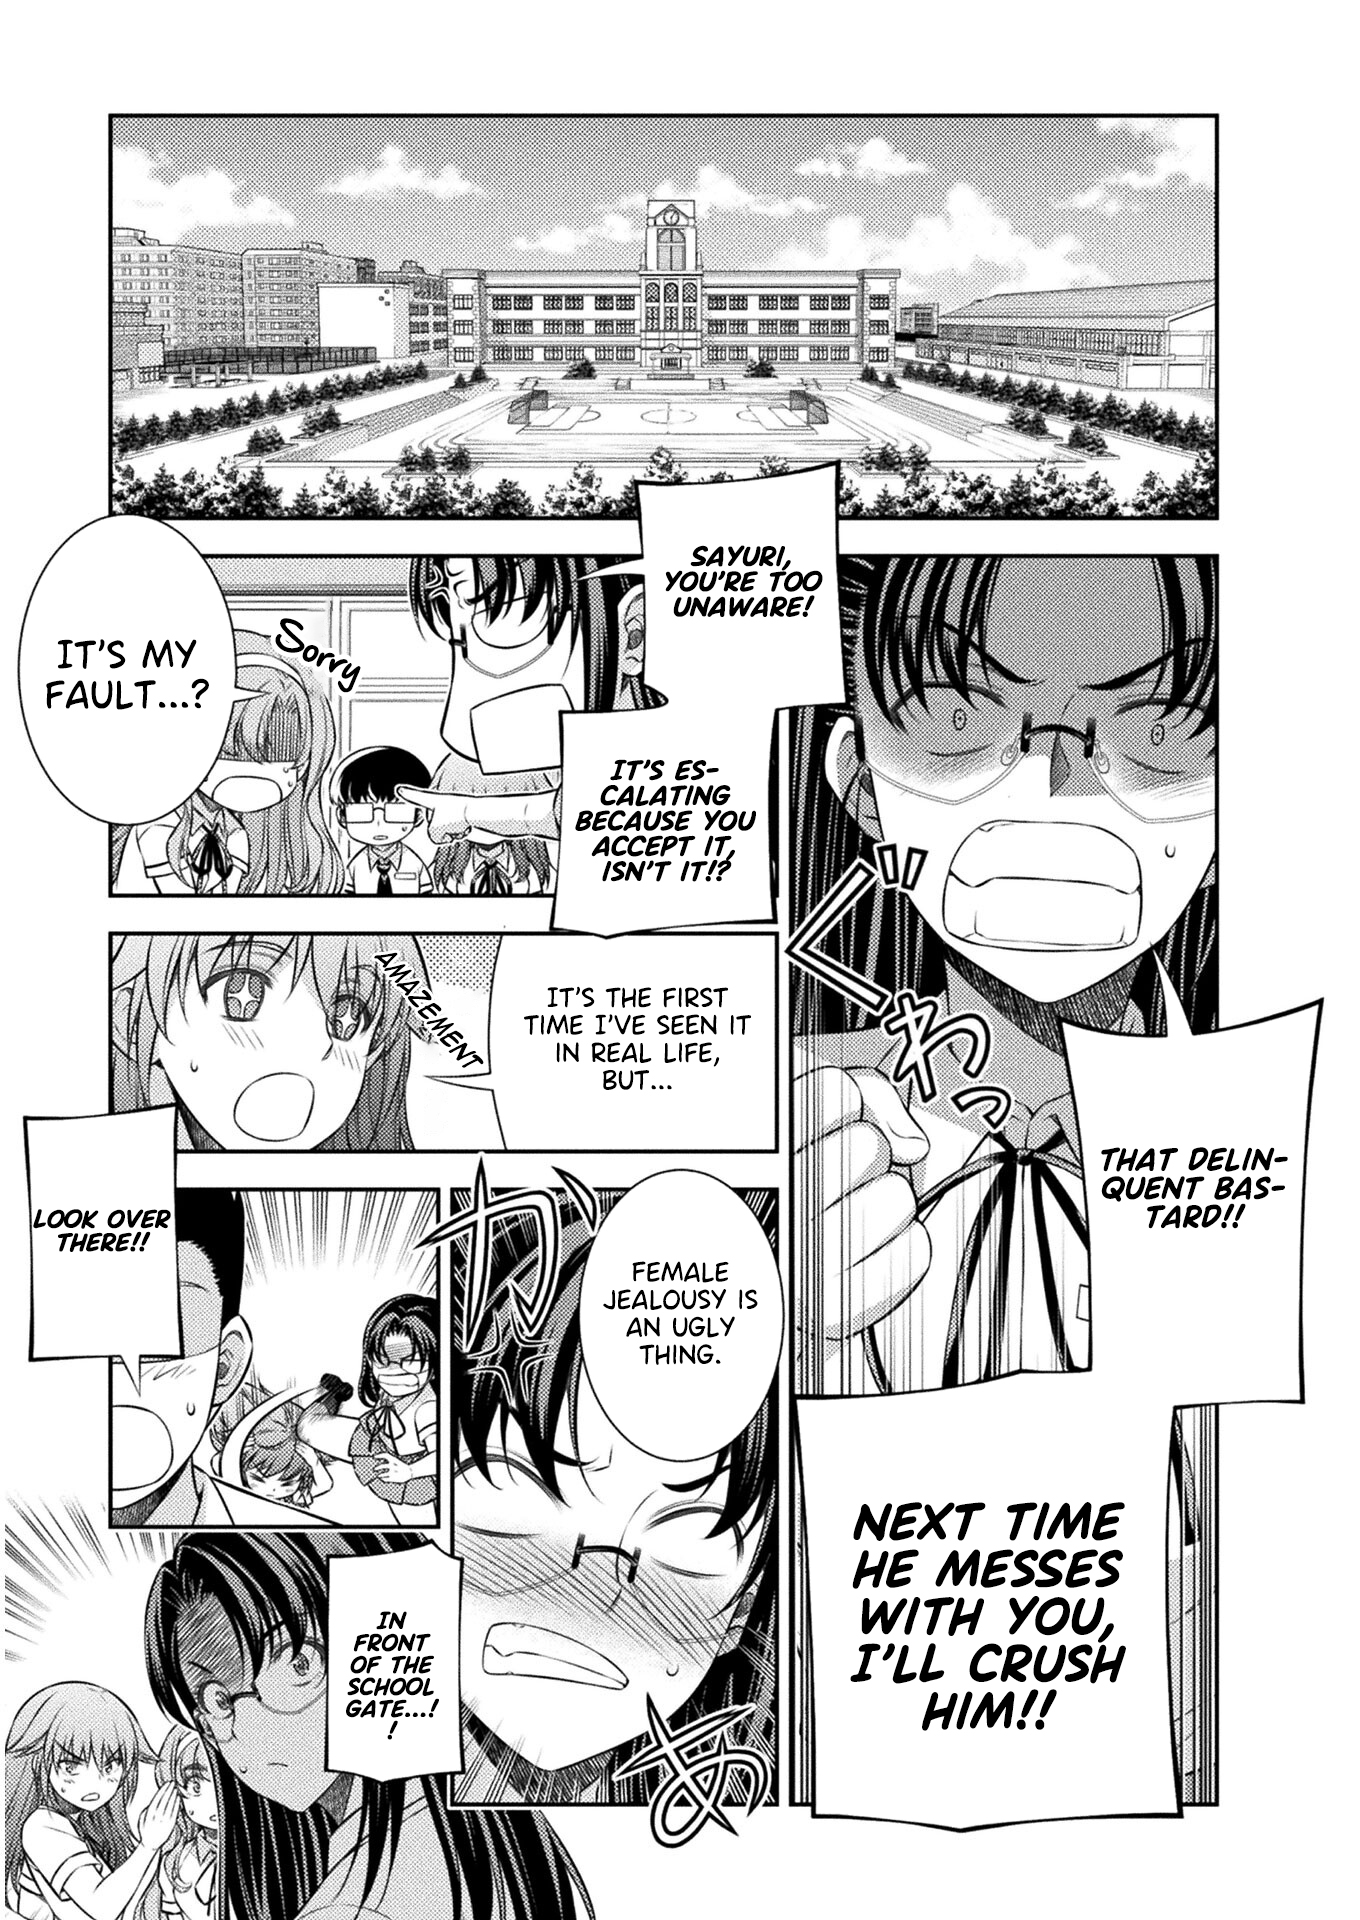 SAYURI,
YOU'RE TOO
UNAWARE!
IT'S ES-
CALATING
BECAUSE YOU
ACCEPT IT,
ISN'T IT!?
Sorry
IT'S MY
FAULT...?
ぐわっ
THAT DELIN-
QUENT BAS-
TARD!!
NEXT TIME
HE MESSES
WITH YOU,
I'LL CRUSH
HIM!!
IT'S THE FIRST
TIME I'VE SEEN IT
IN REAL LIFE,
BUT...
AMAZEMENT
FEMALE
JEALOUSY IS
AN UGLY
THING.
があ
LOOK OVER
THERE!!
IN
FRONT
OF THE
SCHOOL
GATE...!
!